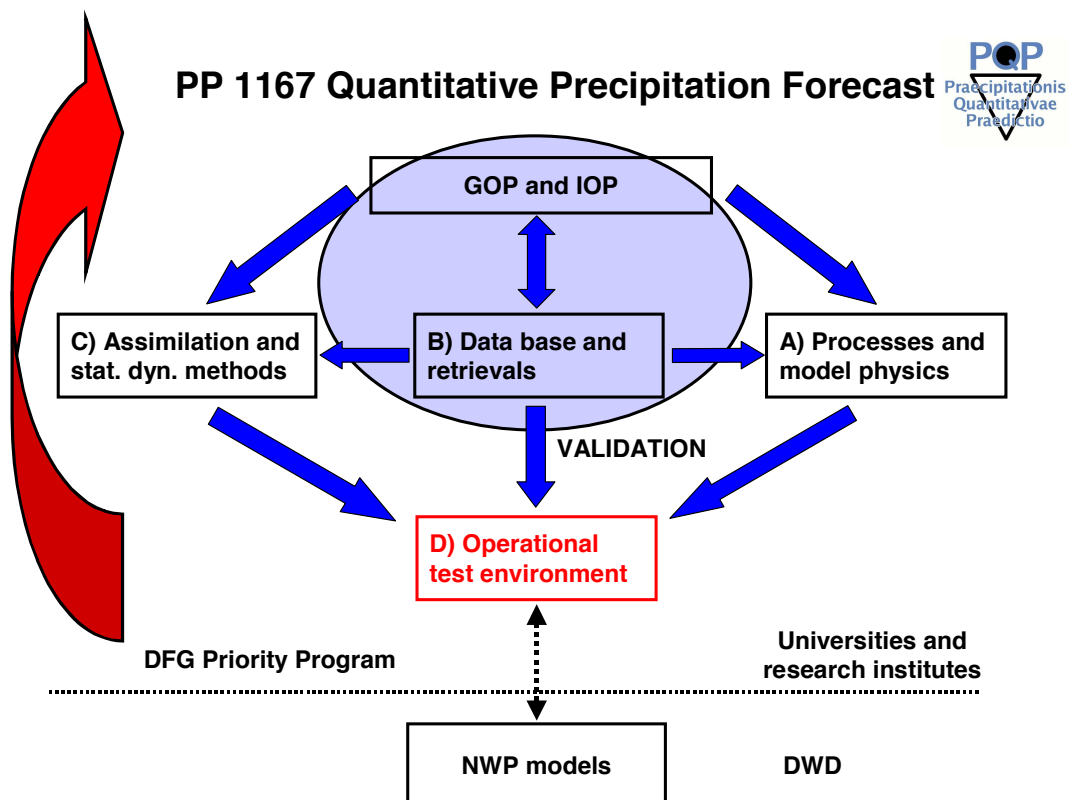 PP 1167 Quantitative Precipitation Forecast
PQP
Praecipitationis
Quantitativae
Praedictio
GOP and IOP
C) Assimilation and
stat. dyn. methods
B) Data base and
retrievals
A) Processes and
model physics
VALIDATION
D) Operational
test environment
DFG Priority Program
Universities and
research institutes
NWP models
DWD